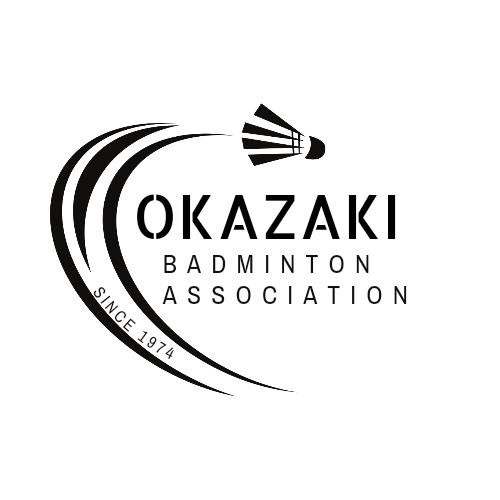 OKAZAKI
BADMINTON
ASSOCIATION
SINCE 1974